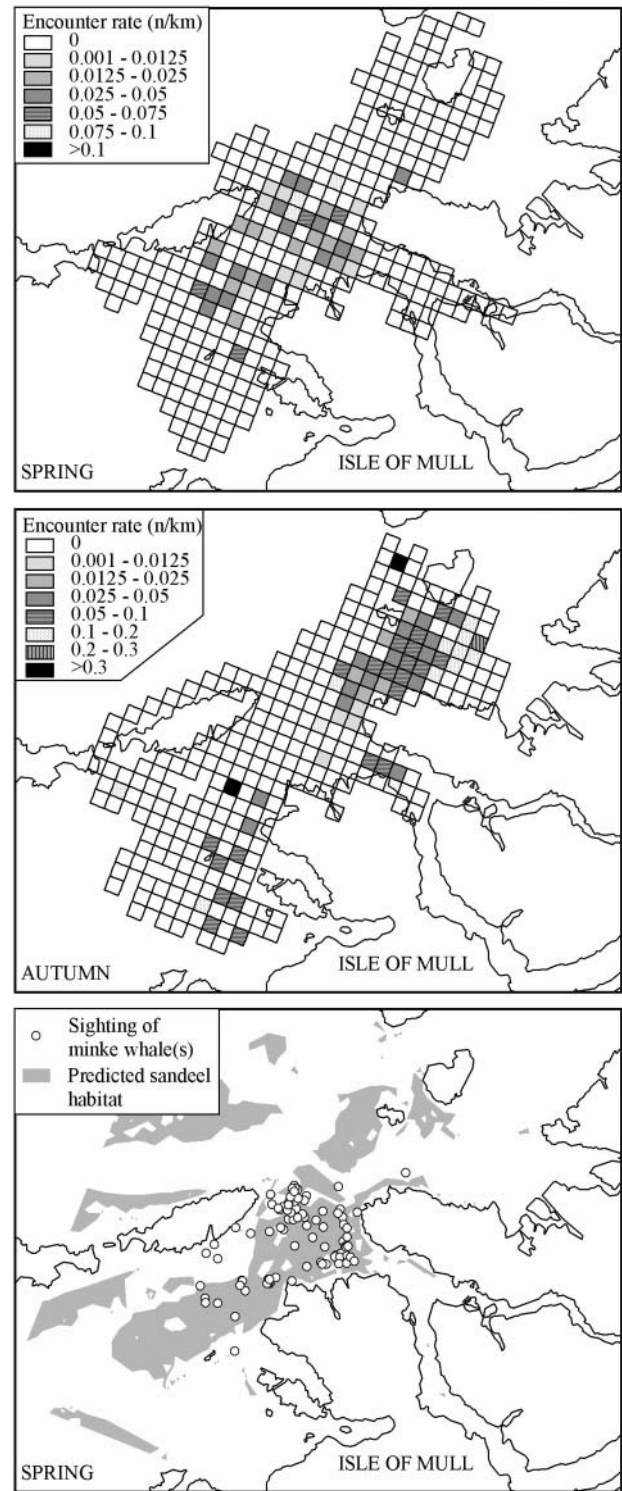 Encounter rate (n/km)
0
0.001 - 0.0125
0.0125 - 0.025
0.025 - 0.05
0.05 - 0.075
0.075 - 0.1
>0.1
SPRING
ISLE OF MULL
Encounter rate (n/km)
0
0.001 - 0.0125
0.0125 - 0.025
0.025 - 0.05
0.05 - 0.1
0.1 - 0.2
0.2 - 0.3
>0.3
AUTUMN
ISLE OF MULL
Sighting of
minke whale(s)
Predicted sandeel
habitat
SPRING
ISLE OF MULL